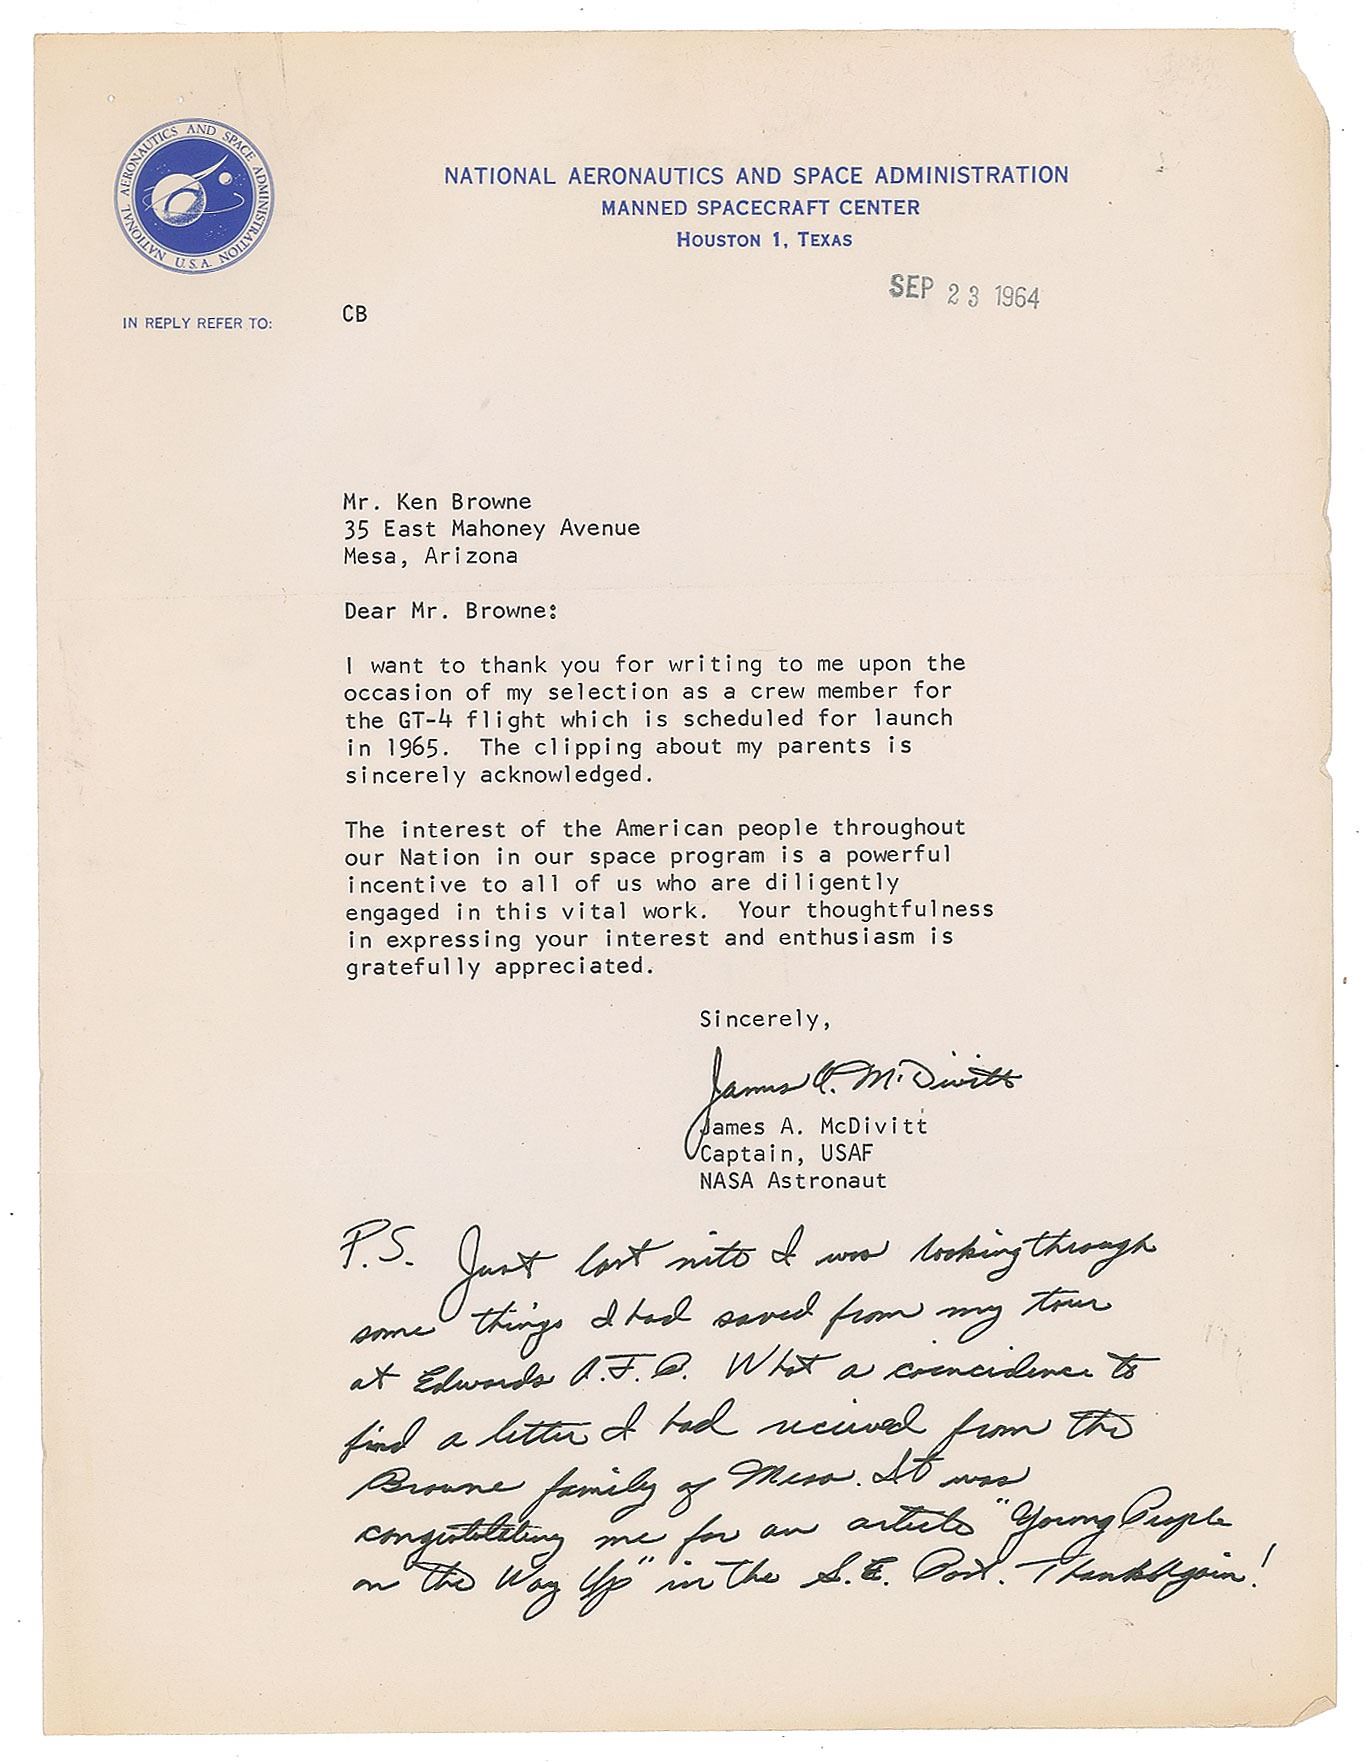 NATIONAL AERONAUTICS AND SPACE ADMINISTRATION
U.S.A.
NATIONAL AERONAUTICS AND SPACE ADMINISTRATION
MANNED SPACECRAFT CENTER
HOUSTON 1, TEXAS
SEP 23 1964
IN REPLY REFER TO:
CB
Mr. Ken Browne
35 East Mahoney Avenue
Mesa, Arizona
Dear Mr. Browne:
I want to thank you for writing to me upon the
occasion of my selection as a crew member for
the GT-4 flight which is scheduled for launch
in 1965. The clipping about my parents is
sincerely acknowledged.
The interest of the American people throughout
our Nation in our space program is a powerful
incentive to all of us who are diligently
engaged in this vital work. Your thoughtfulness
in expressing your interest and enthusiasm is
gratefully appreciated.
Sincerely,
James A. McDivitt
James A. McDivitt
Captain, USAF
NASA Astronaut
P.S. Just last nite I was looking through
some things I had saved from my tour
at Edwards A.F.B. What a coincidence to
find a letter I had recieved from the
Browne family of Mesa. It was
congratulating me for an article "Young People
on the Way Up" in the S.E. Post. Thanks Again!